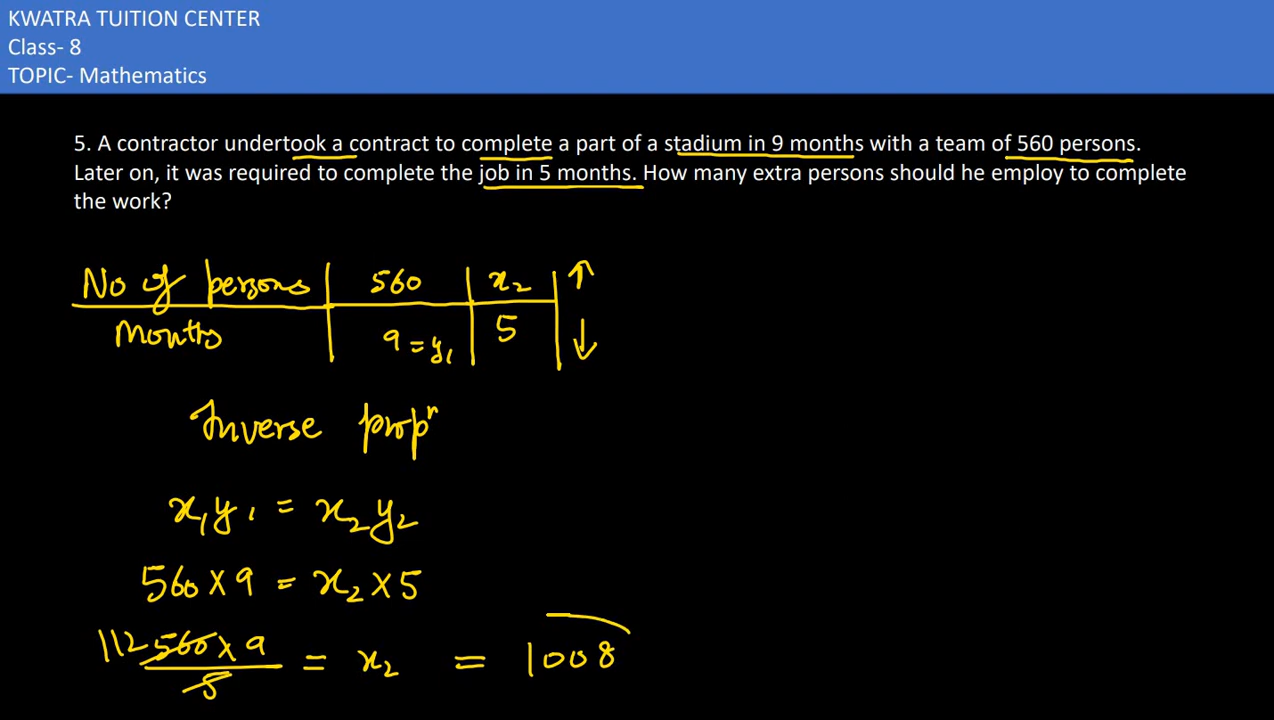 KWATRA TUITION CENTER
Class- 8
TOPIC- Mathematics
5. A contractor undertook a contract to complete a part of a stadium in 9 months with a team of 560 persons.
Later on, it was required to complete the job in 5 months. How many extra persons should he employ to complete
the work?
No of persons | 560 | x₂ | ↑
Months | 9 = y₁ | 5 | ↓
Inverse propⁿ
x₁y₁ = x₂y₂
560 × 9 = x₂ × 5
112 560 × 9 / 5 = x₂ = 1008